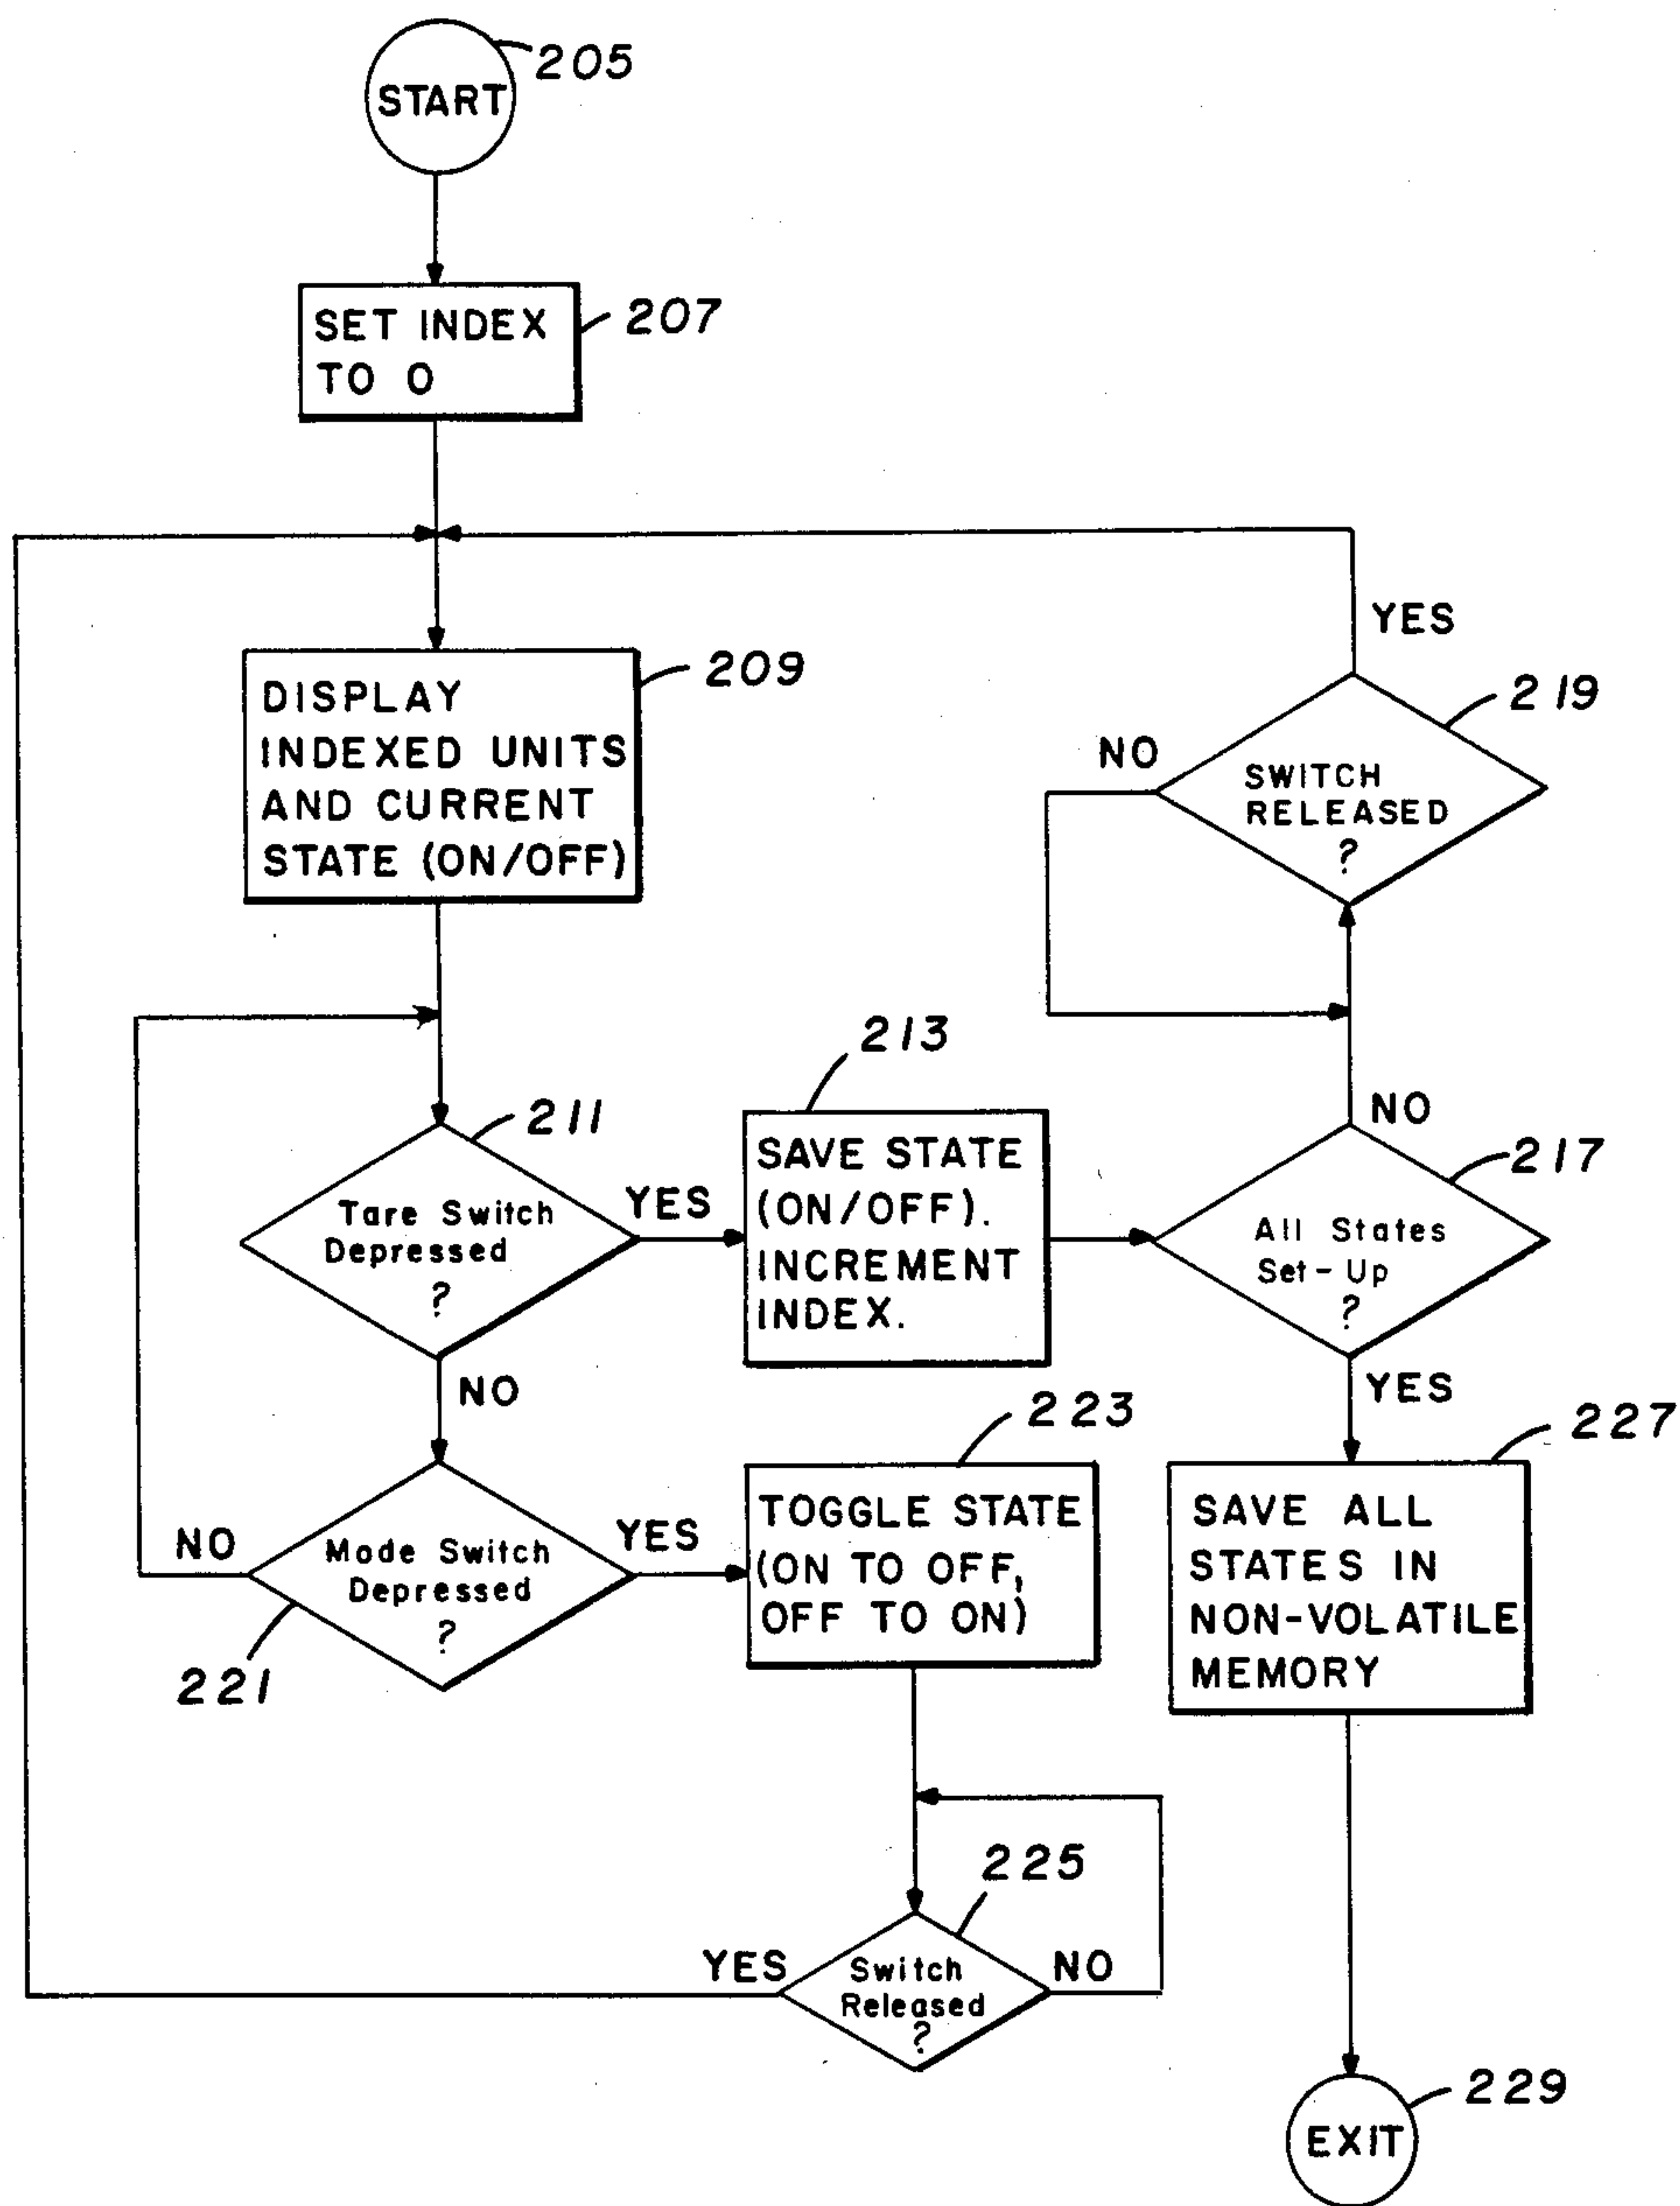 START
205
SET INDEX
TO 0
207
DISPLAY
INDEXED UNITS
AND CURRENT
STATE (ON/OFF)
209
YES
219
NO
SWITCH
RELEASED
?
213
211
Tare Switch
Depressed
?
YES
NO
SAVE STATE
(ON/OFF).
INCREMENT
INDEX.
NO
217
All States
Set-Up
?
YES
223
227
NO
Mode Switch
Depressed
?
YES
221
TOGGLE STATE
(ON TO OFF,
OFF TO ON)
SAVE ALL
STATES IN
NON-VOLATILE
MEMORY
225
YES
Switch
Released
?
NO
229
EXIT